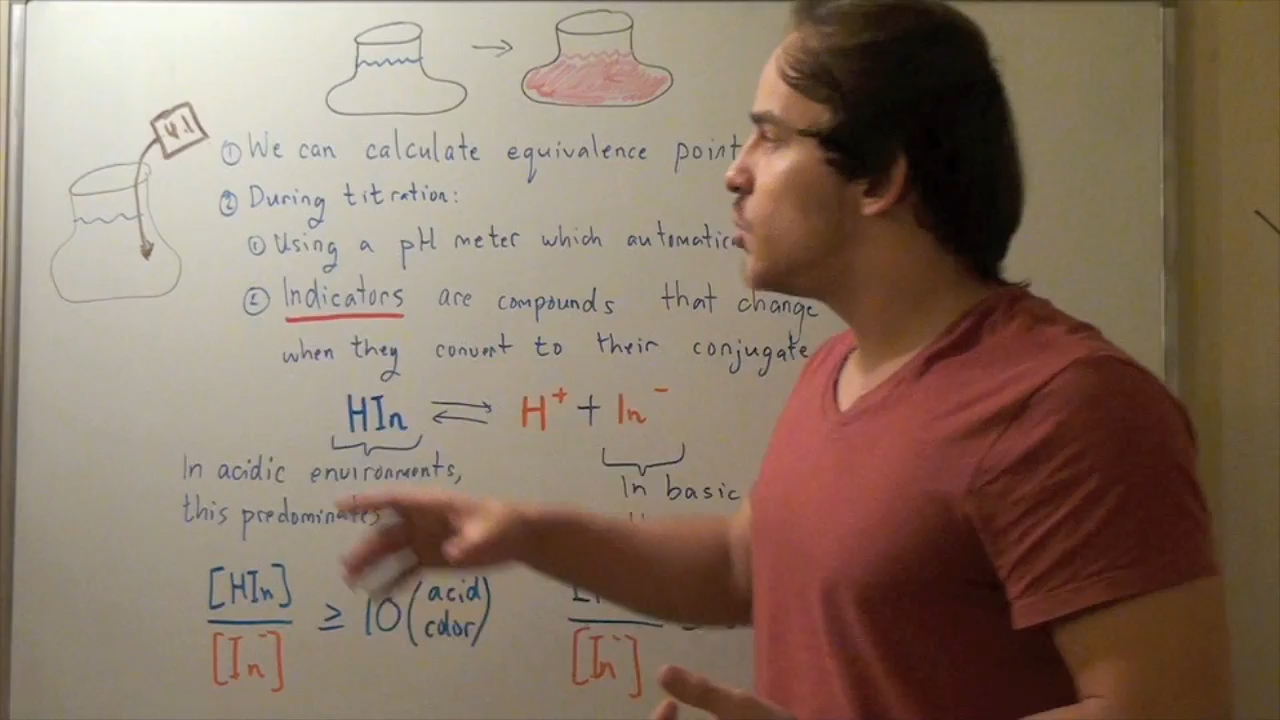 4.1
① We can calculate equivalence point
② During titration:
① Using a pH meter which
② Indicators are compounds that change
when they convert to their conjugate
HIn ⇌ H⁺ + In⁻
In acidic environments,
In basic
this predominates
[HIn] / [In⁻] ≥ 10 (acid color)
[In⁻]